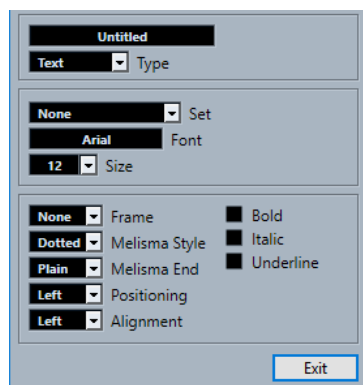 Untitled
Text Type
None Set
Arial Font
12 Size
None Frame Bold
Dotted Melisma Style Italic
Plain Melisma End Underline
Left Positioning
Left Alignment
Exit